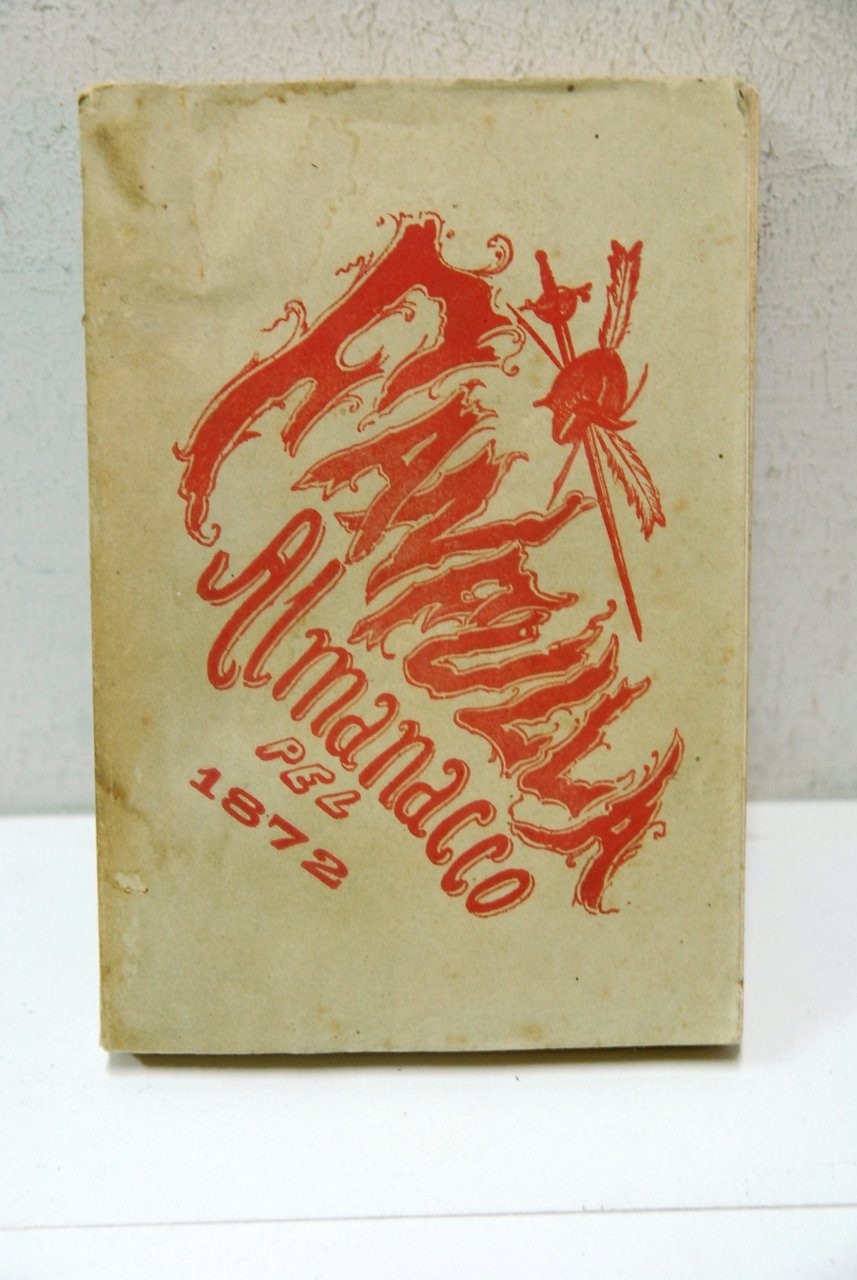 FANFULLA
Almanacco
PEL
1872